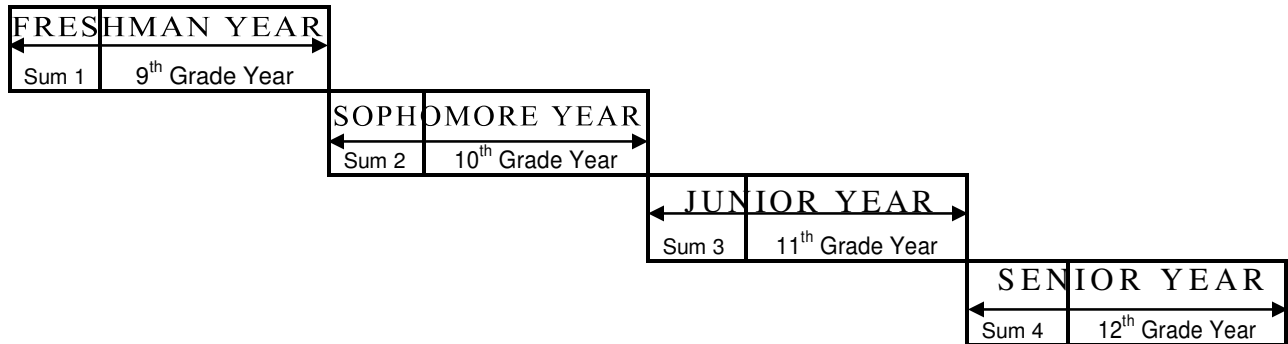 FRESHMAN YEAR
Sum 1 9th Grade Year
SOPHOMORE YEAR
Sum 2 10th Grade Year
JUNIOR YEAR
Sum 3 11th Grade Year
SENIOR YEAR
Sum 4 12th Grade Year